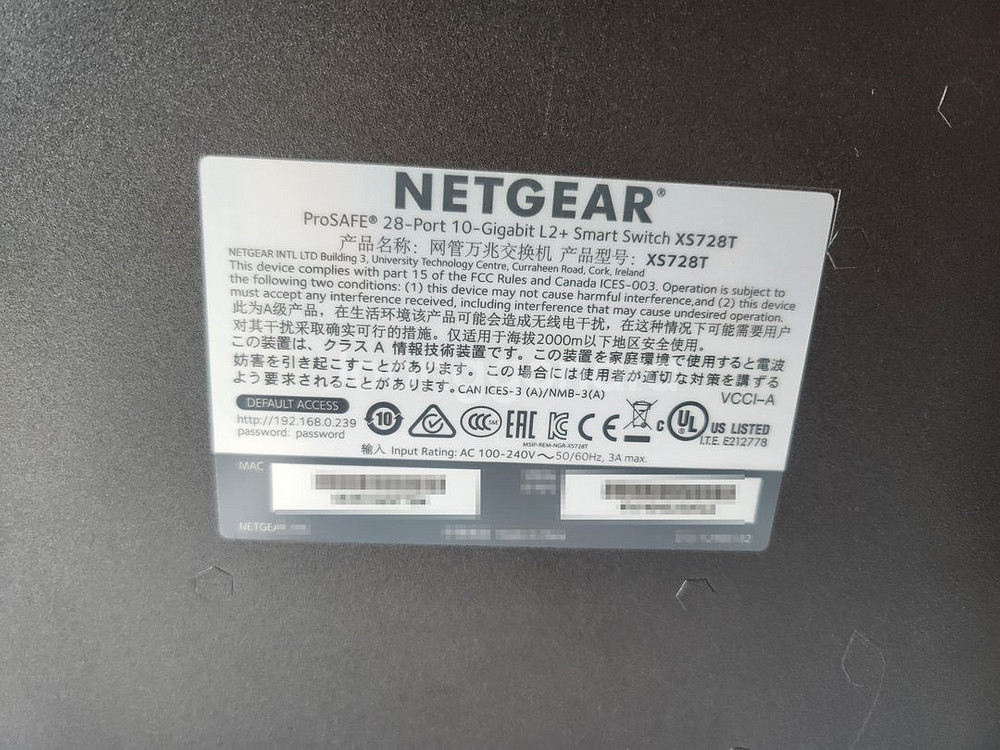 NETGEAR®
ProSAFE® 28-Port 10-Gigabit L2+ Smart Switch XS728T
产品名称：网管万兆交换机 产品型号：XS728T
NETGEAR INTL LTD Building 3, University Technology Centre, Curraheen Road, Cork, Ireland
This device complies with part 15 of the FCC Rules and Canada ICES-003. Operation is subject to
the following two conditions: (1) this device may not cause harmful interference,and (2) this device
must accept any interference received, including interference that may cause undesired operation.
此为A级产品，在生活环境该产品可能会造成无线电干扰，在这种情况下可能需要用户
对其干扰采取确实可行的措施。仅适用于海拔2000m以下地区安全使用。
この装置は、クラス A 情報技術装置です。この装置を家庭環境で使用すると電波
妨害を引き起こすことがあります。この場合には使用者が適切な対策を講ずる
よう要求されることがあります。CAN ICES-3 (A)/NMB-3(A) VCCI-A
DEFAULT ACCESS
http://192.168.0.239
password: password
10 CCC EAC CE c UL US LISTED
I.T.E. E212778
MSIP-REM-NGR-XS728T
输入 Input Rating: AC 100-240V～50/60Hz, 3A max.
MAC